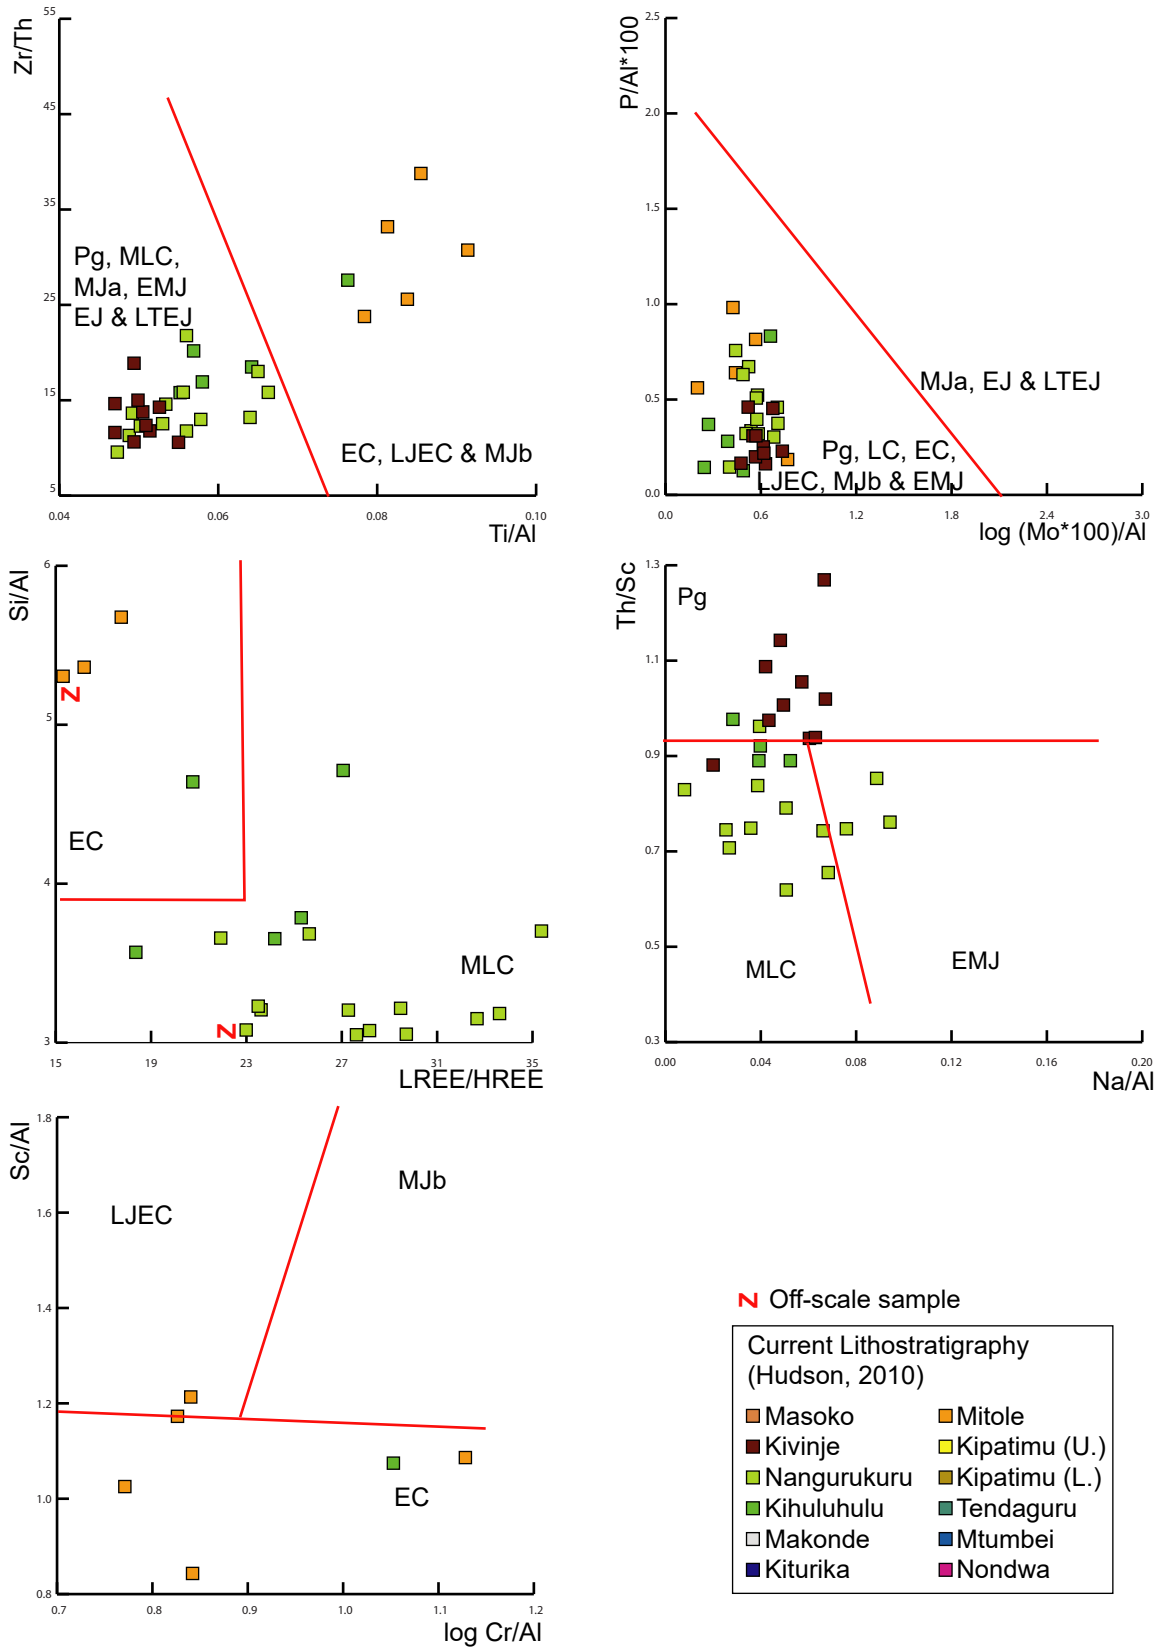 Zr/Th
55
45
35
25
15
5
Pg, MLC,
MJa, EMJ
EJ & LTEJ
EC, LJEC & MJb
0.04
0.06
0.08
0.10
Ti/Al
P/Al*100
2.5
2.0
1.5
1.0
0.5
0.0
MJa, EJ & LTEJ
Pg, LC, EC,
LJEC, MJb & EMJ
0.0
0.6
1.2
1.8
2.4
3.0
log (Mo*100)/Al
Si/Al
6
5
4
3
Z
EC
MLC
Z
15
19
23
27
31
35
LREE/HREE
Th/Sc
1.3
1.1
0.9
0.7
0.5
0.3
Pg
MLC
EMJ
0.00
0.04
0.08
0.12
0.16
0.20
Na/Al
Sc/Al
1.8
1.6
1.4
1.2
1.0
0.8
LJEC
MJb
EC
0.7
0.8
0.9
1.0
1.1
1.2
log Cr/Al
Z Off-scale sample
Current Lithostratigraphy
(Hudson, 2010)
Masoko
Kivinje
Nangurukuru
Kihuluhulu
Makonde
Kiturika
Mitole
Kipatimu (U.)
Kipatimu (L.)
Tendaguru
Mtumbei
Nondwa